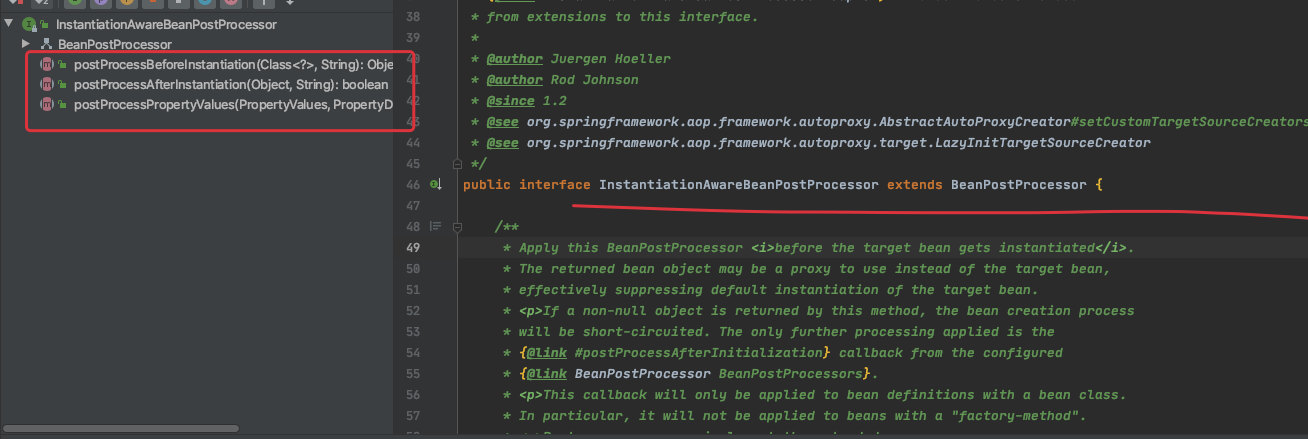 InstantiationAwareBeanPostProcessor
BeanPostProcessor
postProcessBeforeInstantiation(Class<?>, String): Obje
postProcessAfterInstantiation(Object, String): boolean
postProcessPropertyValues(PropertyValues, PropertyD
38 * from extensions to this interface.
39 *
40 * @author Juergen Hoeller
41 * @author Rod Johnson
42 * @since 1.2
43 * @see org.springframework.aop.framework.autoproxy.AbstractAutoProxyCreator#setCustomTargetSourceCreators
44 * @see org.springframework.aop.framework.autoproxy.target.LazyInitTargetSourceCreator
45 */
46 public interface InstantiationAwareBeanPostProcessor extends BeanPostProcessor {
47
48 /**
49 * Apply this BeanPostProcessor <i>before the target bean gets instantiated</i>.
50 * The returned bean object may be a proxy to use instead of the target bean,
51 * effectively suppressing default instantiation of the target bean.
52 * <p>If a non-null object is returned by this method, the bean creation process
53 * will be short-circuited. The only further processing applied is the
54 * {@link #postProcessAfterInitialization} callback from the configured
55 * {@link BeanPostProcessor BeanPostProcessors}.
56 * <p>This callback will only be applied to bean definitions with a bean class.
57 * In particular, it will not be applied to beans with a "factory-method".